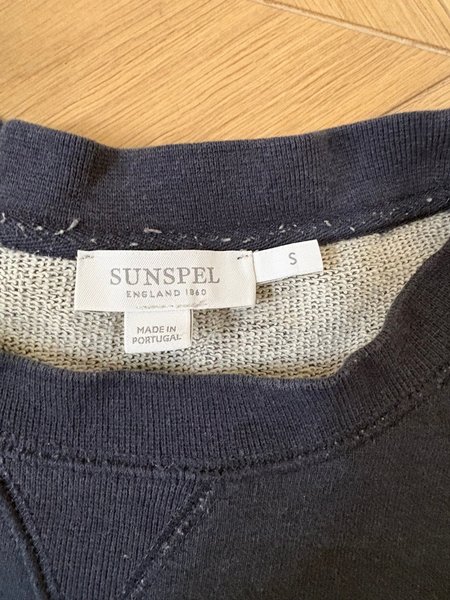 SUNSPEL
ENGLAND 1860
S
MADE IN
PORTUGAL